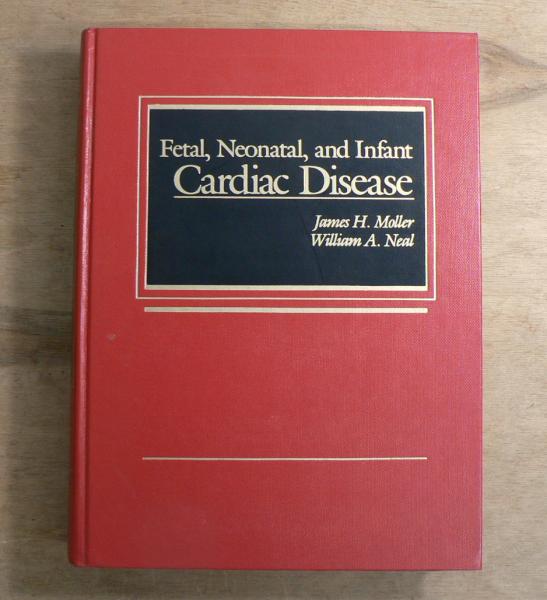 Fetal, Neonatal, and Infant
Cardiac Disease
James H. Moller
William A. Neal